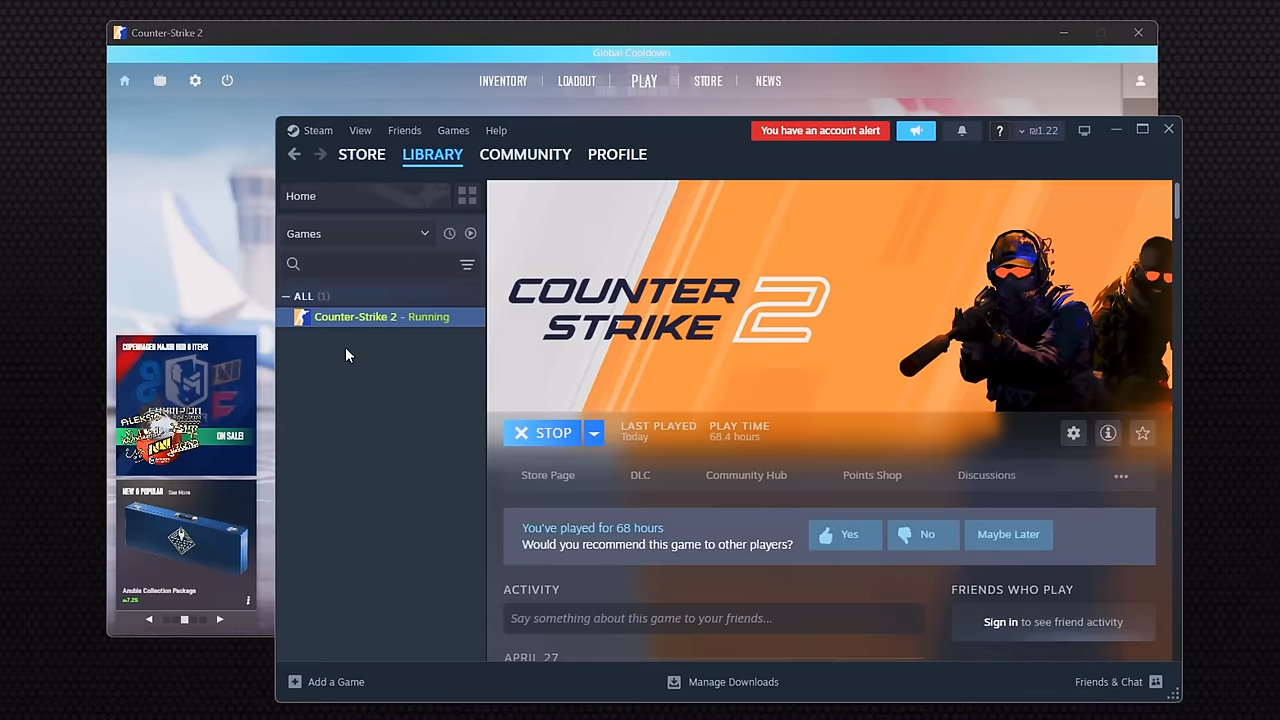 Counter-Strike 2
Global Cooldown
INVENTORY LOADOUT PLAY STORE NEWS
Steam View Friends Games Help
You have an account alert
? ₪1.22
STORE LIBRARY COMMUNITY PROFILE
Home
Games
ALL (1)
Counter-Strike 2 - Running
COUNTER
STRIKE 2
STOP
LAST PLAYED
Today
PLAY TIME
68.4 hours
Store Page DLC Community Hub Points Shop Discussions
You've played for 68 hours
Would you recommend this game to other players?
Yes No Maybe Later
ACTIVITY
Say something about this game to your friends...
APRIL 27
FRIENDS WHO PLAY
Sign in to see friend activity
Add a Game
Manage Downloads
Friends & Chat
ON SALE!
NEW & POPULAR See More
Anubis Collection Package
₪7.25